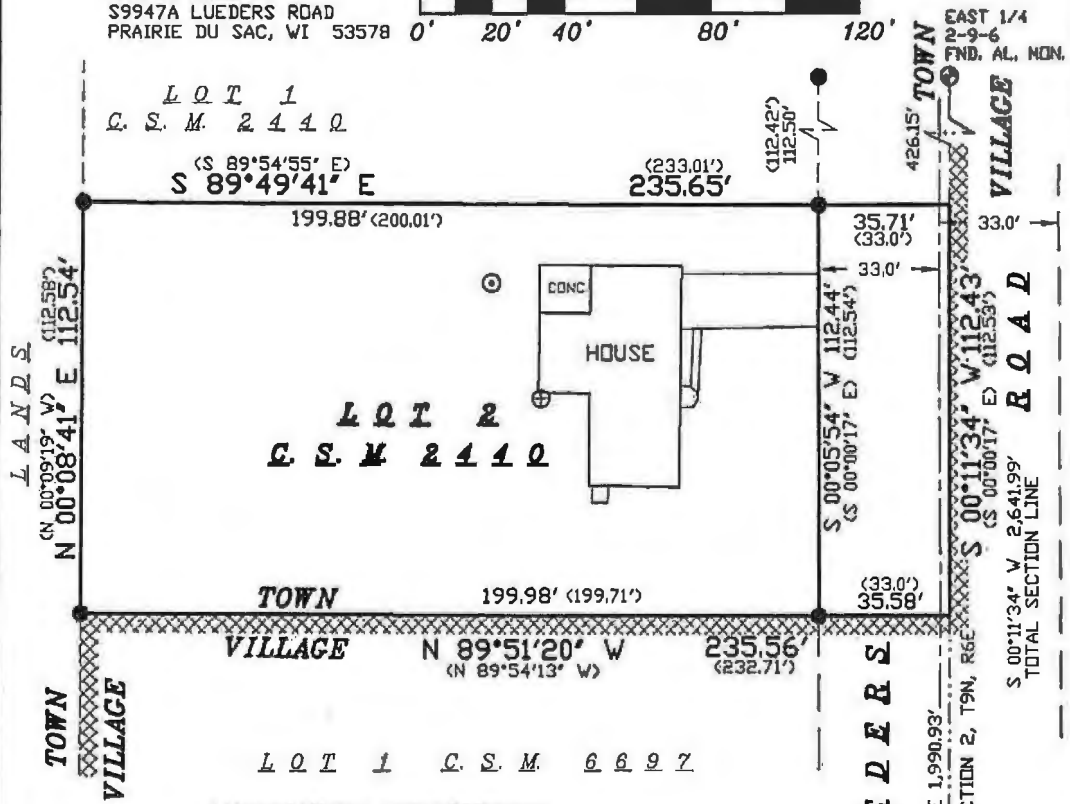 S9947A LUEDERS ROAD
PRAIRIE DU SAC, WI 53578
0' 20' 40' 80' 120'
EAST 1/4
2-9-6
FND. AL. MON.
TOWN
VILLAGE
LOT 1
C. S. M. 2440
(112.42')
112.50'
426.15'
(S 89°54'55" E)
S 89°49'41" E
(233.01')
235.65'
199.88' (200.01')
35.71'
(33.0')
33.0'
33.0'
LANDS
(N 00°09'19" W) (112.58')
N 00°08'41" E 112.54'
CONC
HOUSE
LOT 2
C. S. M. 2440
S 00°05'54" W 112.44'
(S 00°00'17" E) (112.54')
S 00°11'34" W 112.43'
(S 00°00'17" E) (112.53')
ROAD
S 00°11'34" W 2,641.99'
TOTAL SECTION LINE
TOWN
199.98' (199.71')
(33.0')
35.58'
VILLAGE
N 89°51'20" W
(N 89°54'13" W)
235.56'
(232.71')
TOWN
VILLAGE
LOT 1 C. S. M. 6697
DERS
1,990.93'
CTION 2, T9N, R6E